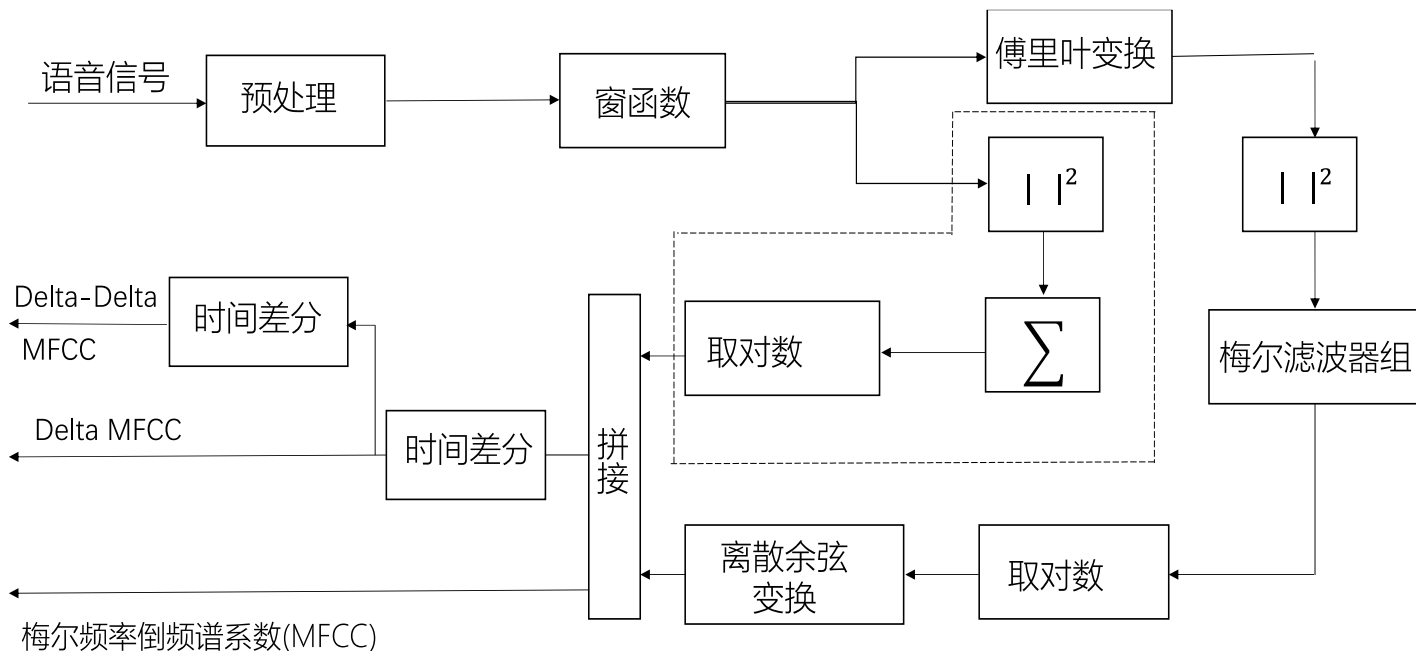 语音信号
预处理
窗函数
傅里叶变换
| |²
| |²
Delta-Delta
MFCC
时间差分
取对数
∑
梅尔滤波器组
Delta MFCC
时间差分
拼
接
离散余弦
变换
取对数
梅尔频率倒频谱系数(MFCC)